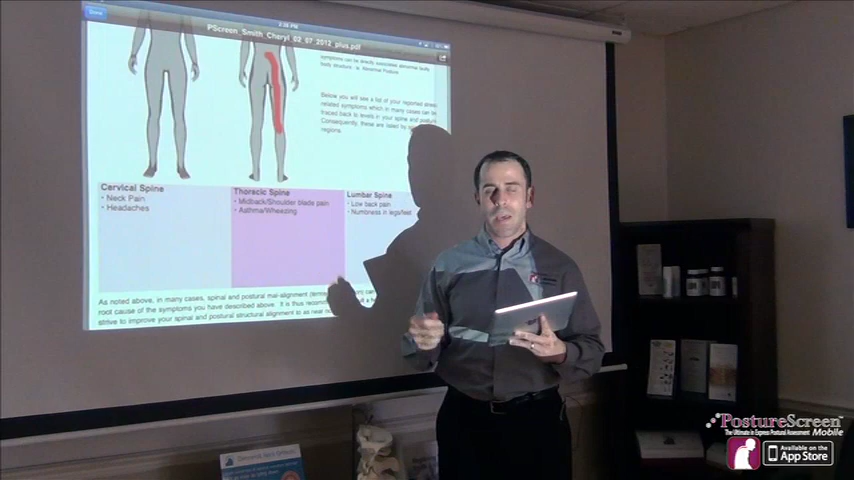 Done
2:38 PM
PScreen_Smith_Cheryl_02_07_2012_plus.pdf
symptoms can be directly associated abnormal bodily
body structure - ie. Abnormal Posture.
Below you will see a list of your reported stress
related symptoms which in many cases can be
traced back to levels in your spine and posture
Consequently, these are listed by
regions.
Cervical Spine
• Neck Pain
• Headaches
Thoracic Spine
• Midback/Shoulder blade pain
• Asthma/Wheezing
Lumbar Spine
• Low back pain
• Numbness in legs/feet
As noted above, in many cases, spinal and postural mal-alignment
root cause of the symptoms you have described above. It is thus
strive to improve your spinal and postural structural alignment to as near
PostureScreen™
The Ultimate in Express Postural Assessment Mobile
Available on the
App Store